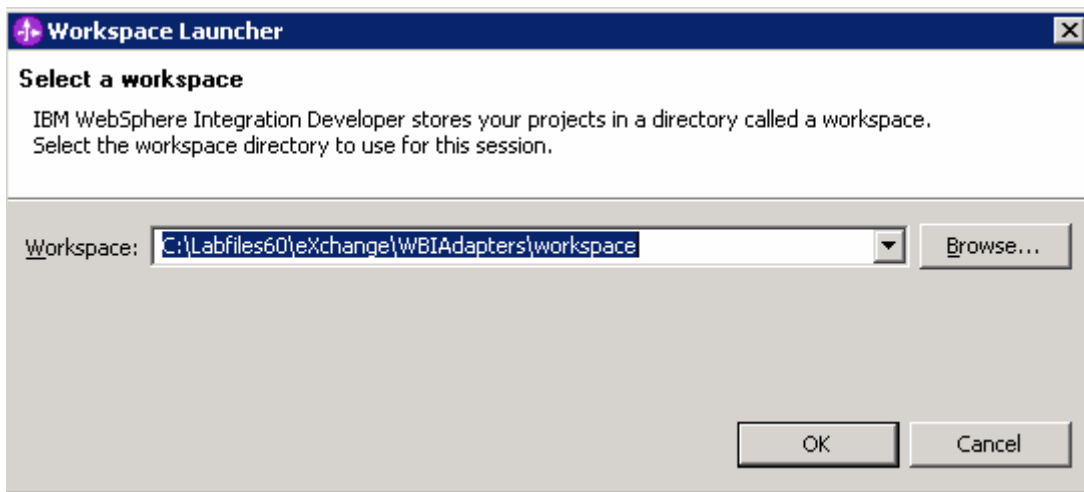 Workspace Launcher
Select a workspace
IBM WebSphere Integration Developer stores your projects in a directory called a workspace.
Select the workspace directory to use for this session.
Workspace: C:\Labfiles60\eXchange\WBIAdapters\workspace Browse...
OK Cancel